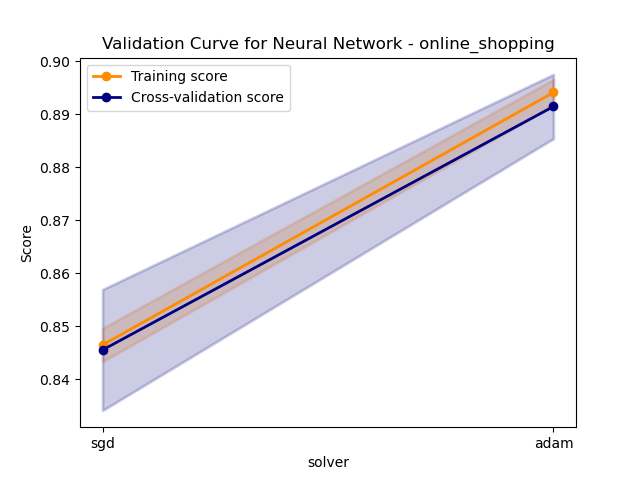 Validation Curve for Neural Network - online_shopping
Training score
Cross-validation score
0.90
0.89
0.88
0.87
0.86
0.85
0.84
Score
sgd
adam
solver